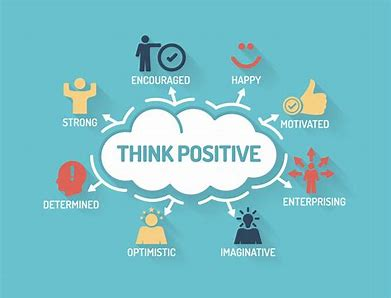 ENCOURAGED
HAPPY
STRONG
MOTIVATED
THINK POSITIVE
DETERMINED
ENTERPRISING
OPTIMISTIC
IMAGINATIVE